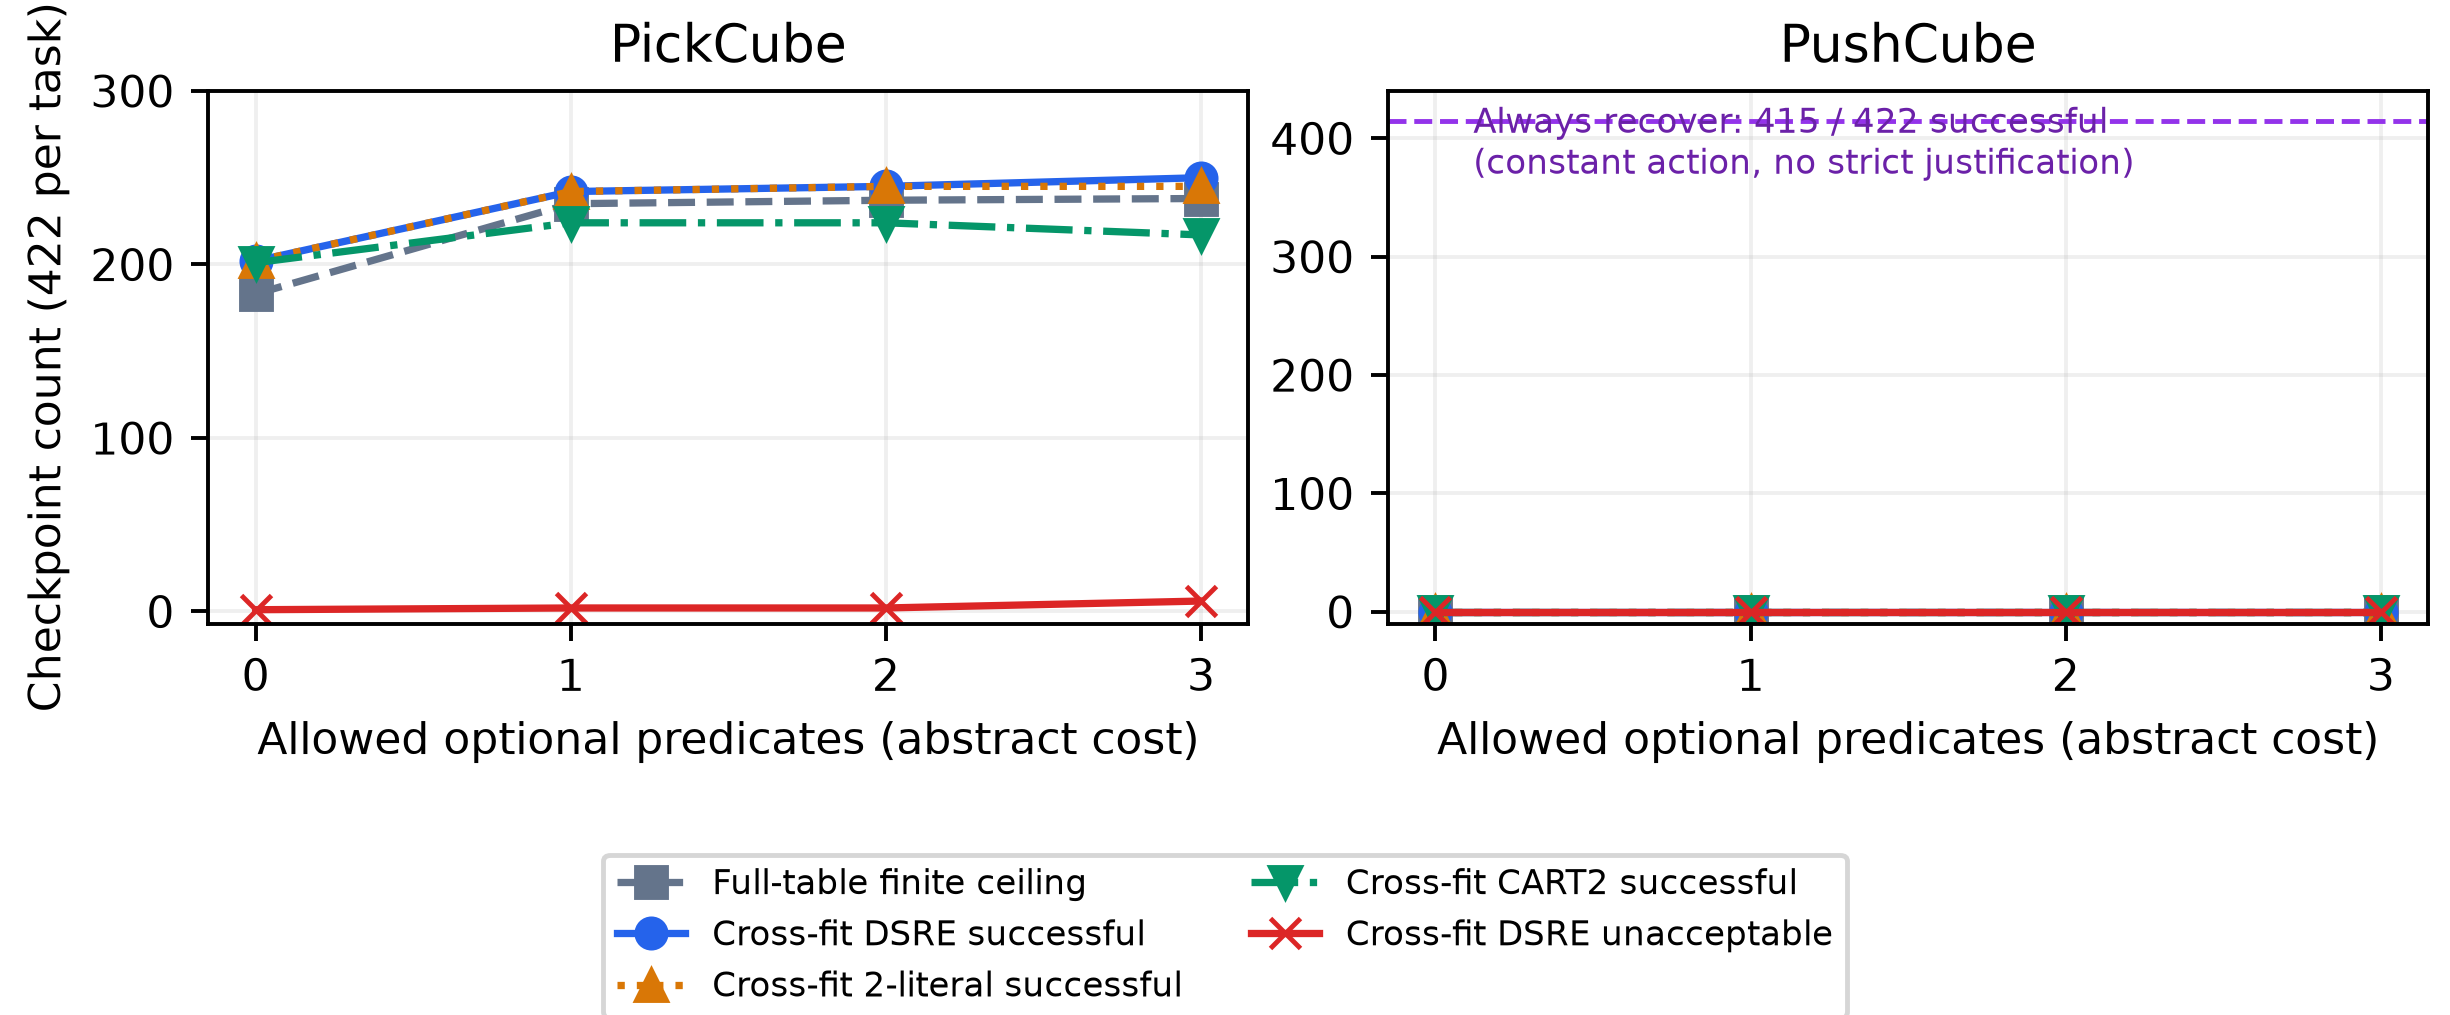 PickCube
PushCube
Checkpoint count (422 per task)
300
200
100
0
0 1 2 3
Allowed optional predicates (abstract cost)
Always recover: 415 / 422 successful
(constant action, no strict justification)
400
300
200
100
0
0 1 2 3
Allowed optional predicates (abstract cost)
Full-table finite ceiling
Cross-fit DSRE successful
Cross-fit 2-literal successful
Cross-fit CART2 successful
Cross-fit DSRE unacceptable